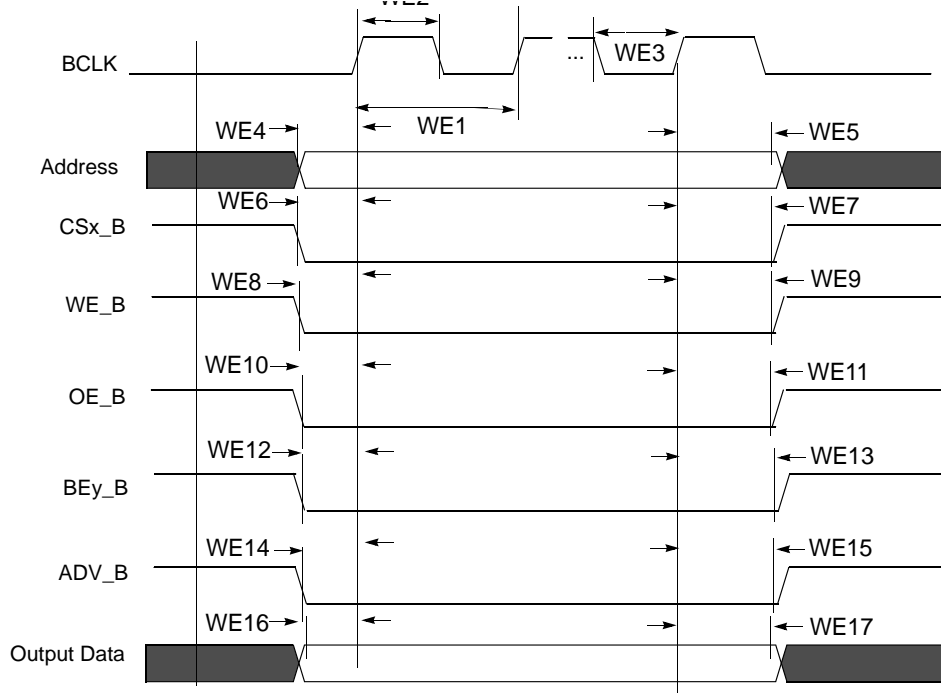 WE2
BCLK
...
WE3
WE1
WE4
WE5
Address
WE6
WE7
CSx_B
WE8
WE9
WE_B
WE10
WE11
OE_B
WE12
WE13
BEy_B
WE14
WE15
ADV_B
WE16
WE17
Output Data